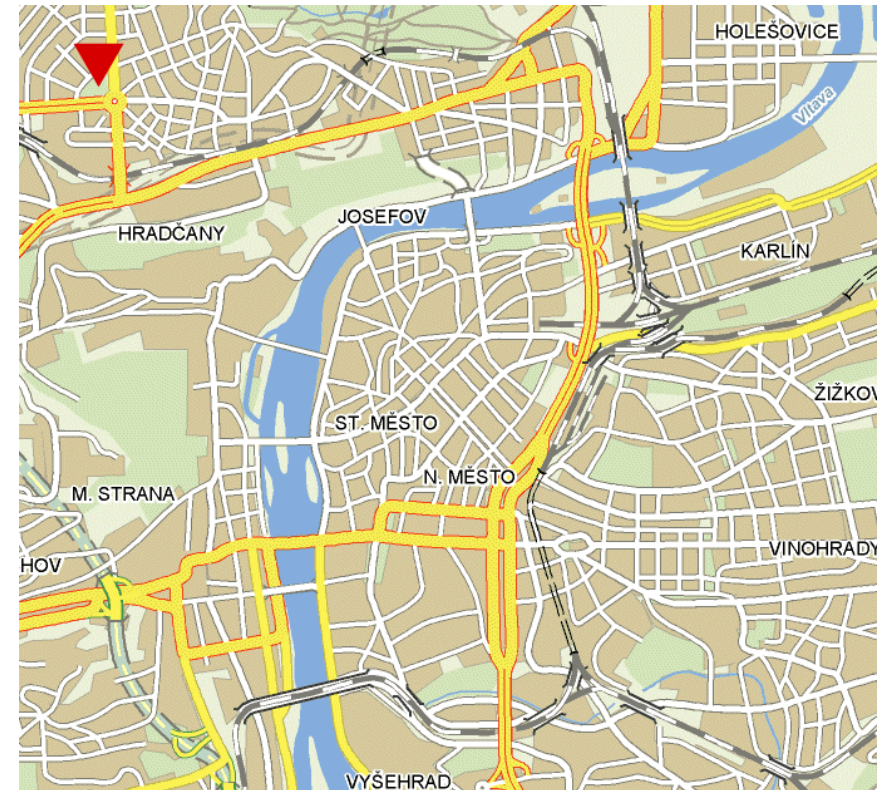 HOLEŠOVICE
Vltava
JOSEFOV
HRADČANY
KARLÍN
ŽIŽKOV
ST. MĚSTO
N. MĚSTO
M. STRANA
VINOHRADY
HOV
VYŠEHRAD